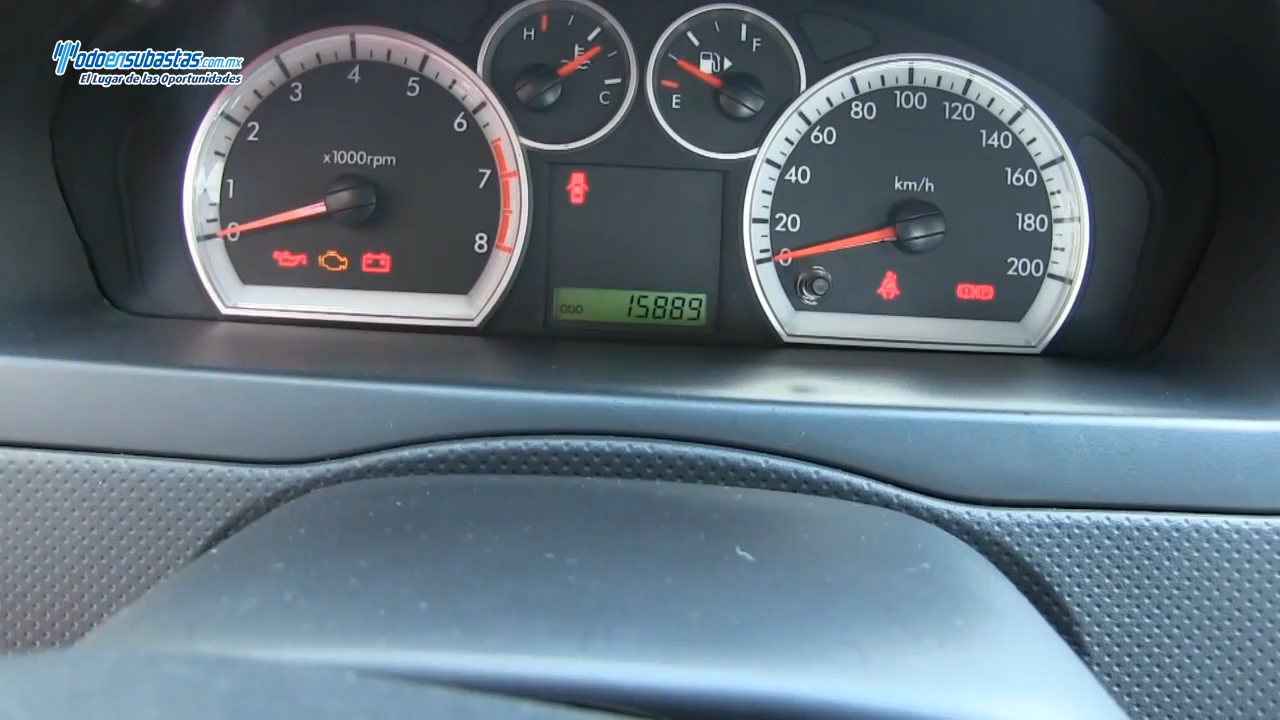 todoensubastas.com.mx
El Lugar de las Oportunidades
0 1 2 3 4 5 6 7 8
x1000rpm
H
C
F
E
ODO 15889
0 20 40 60 80 100 120 140 160 180 200
km/h